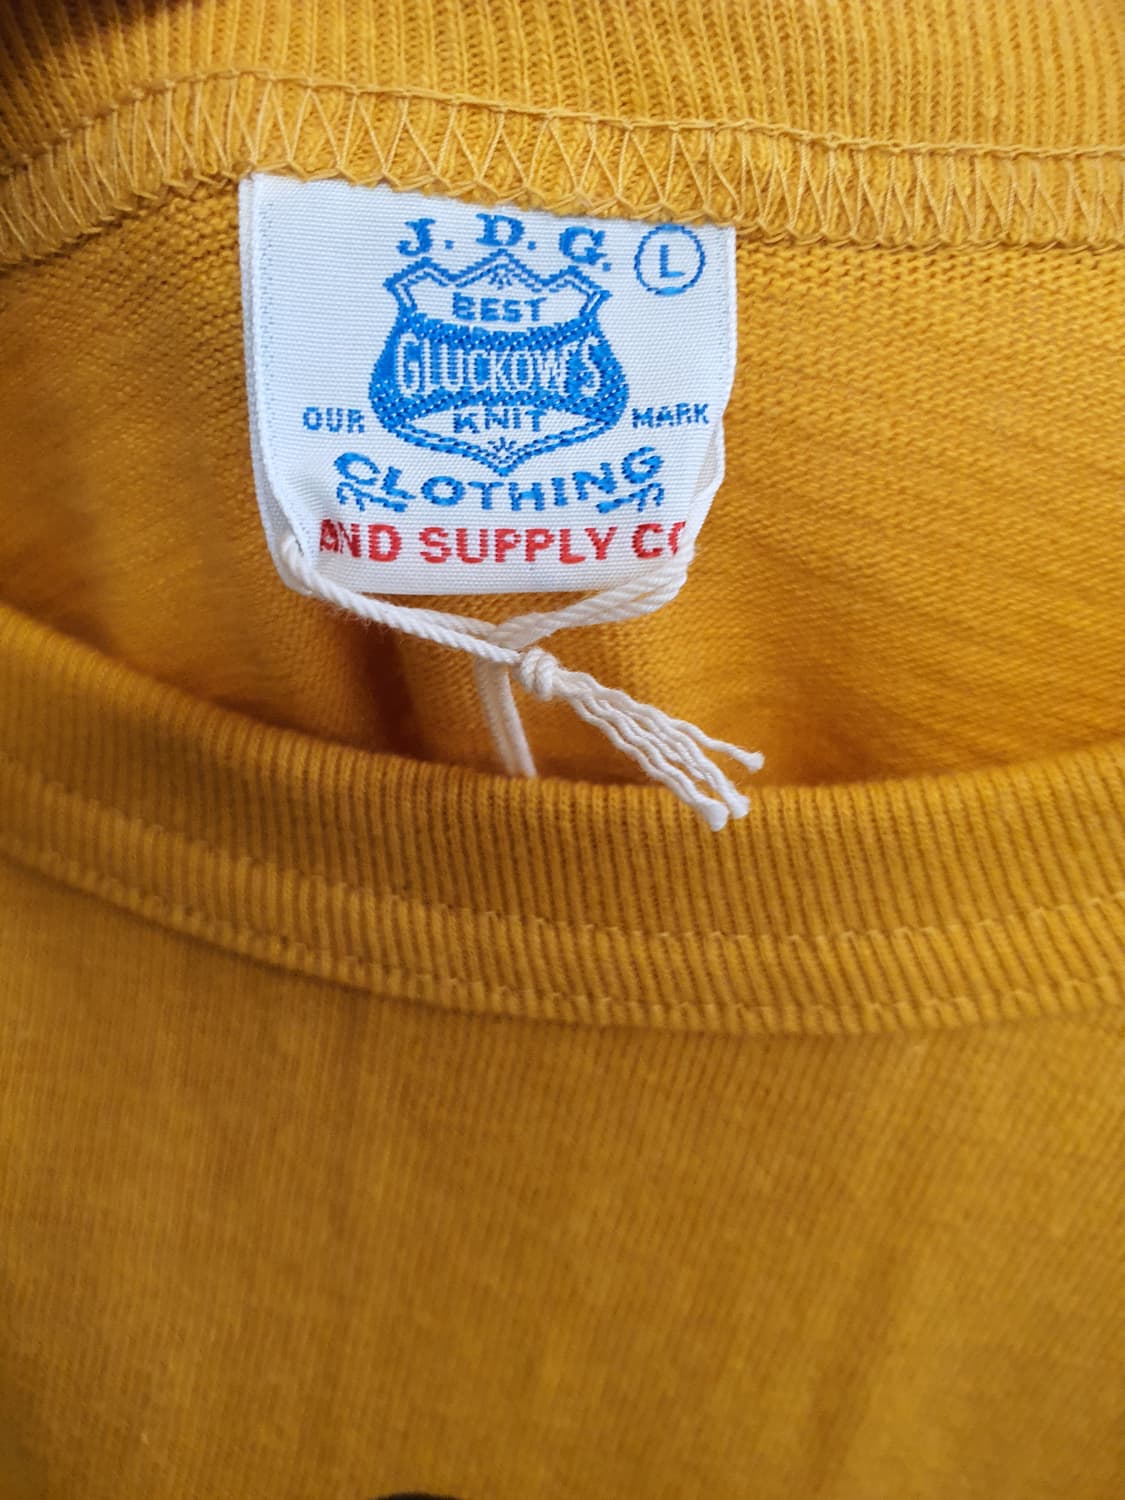 J. D. G. L
BEST
GLUCKOW'S
OUR KNIT MARK
CLOTHING
AND SUPPLY CO